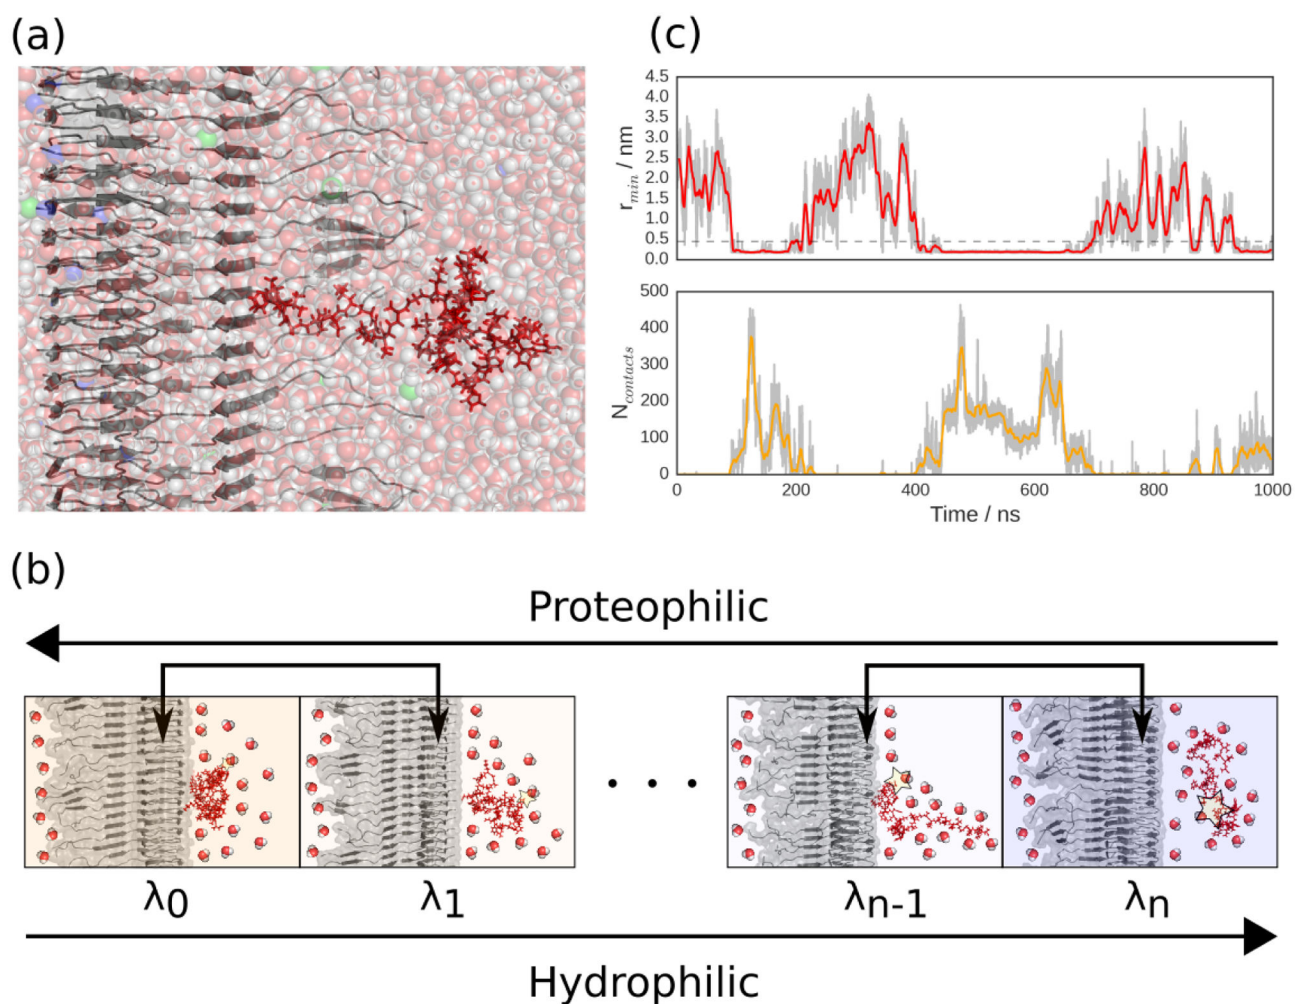 (a)
(c)
4.5
4.0
3.5
3.0
2.5
2.0
1.5
1.0
0.5
0.0
r_min / nm
500
400
300
200
100
0
N_contacts
0 200 400 600 800 1000
Time / ns
(b)
Proteophilic
. . .
λ0 λ1 λn-1 λn
Hydrophilic